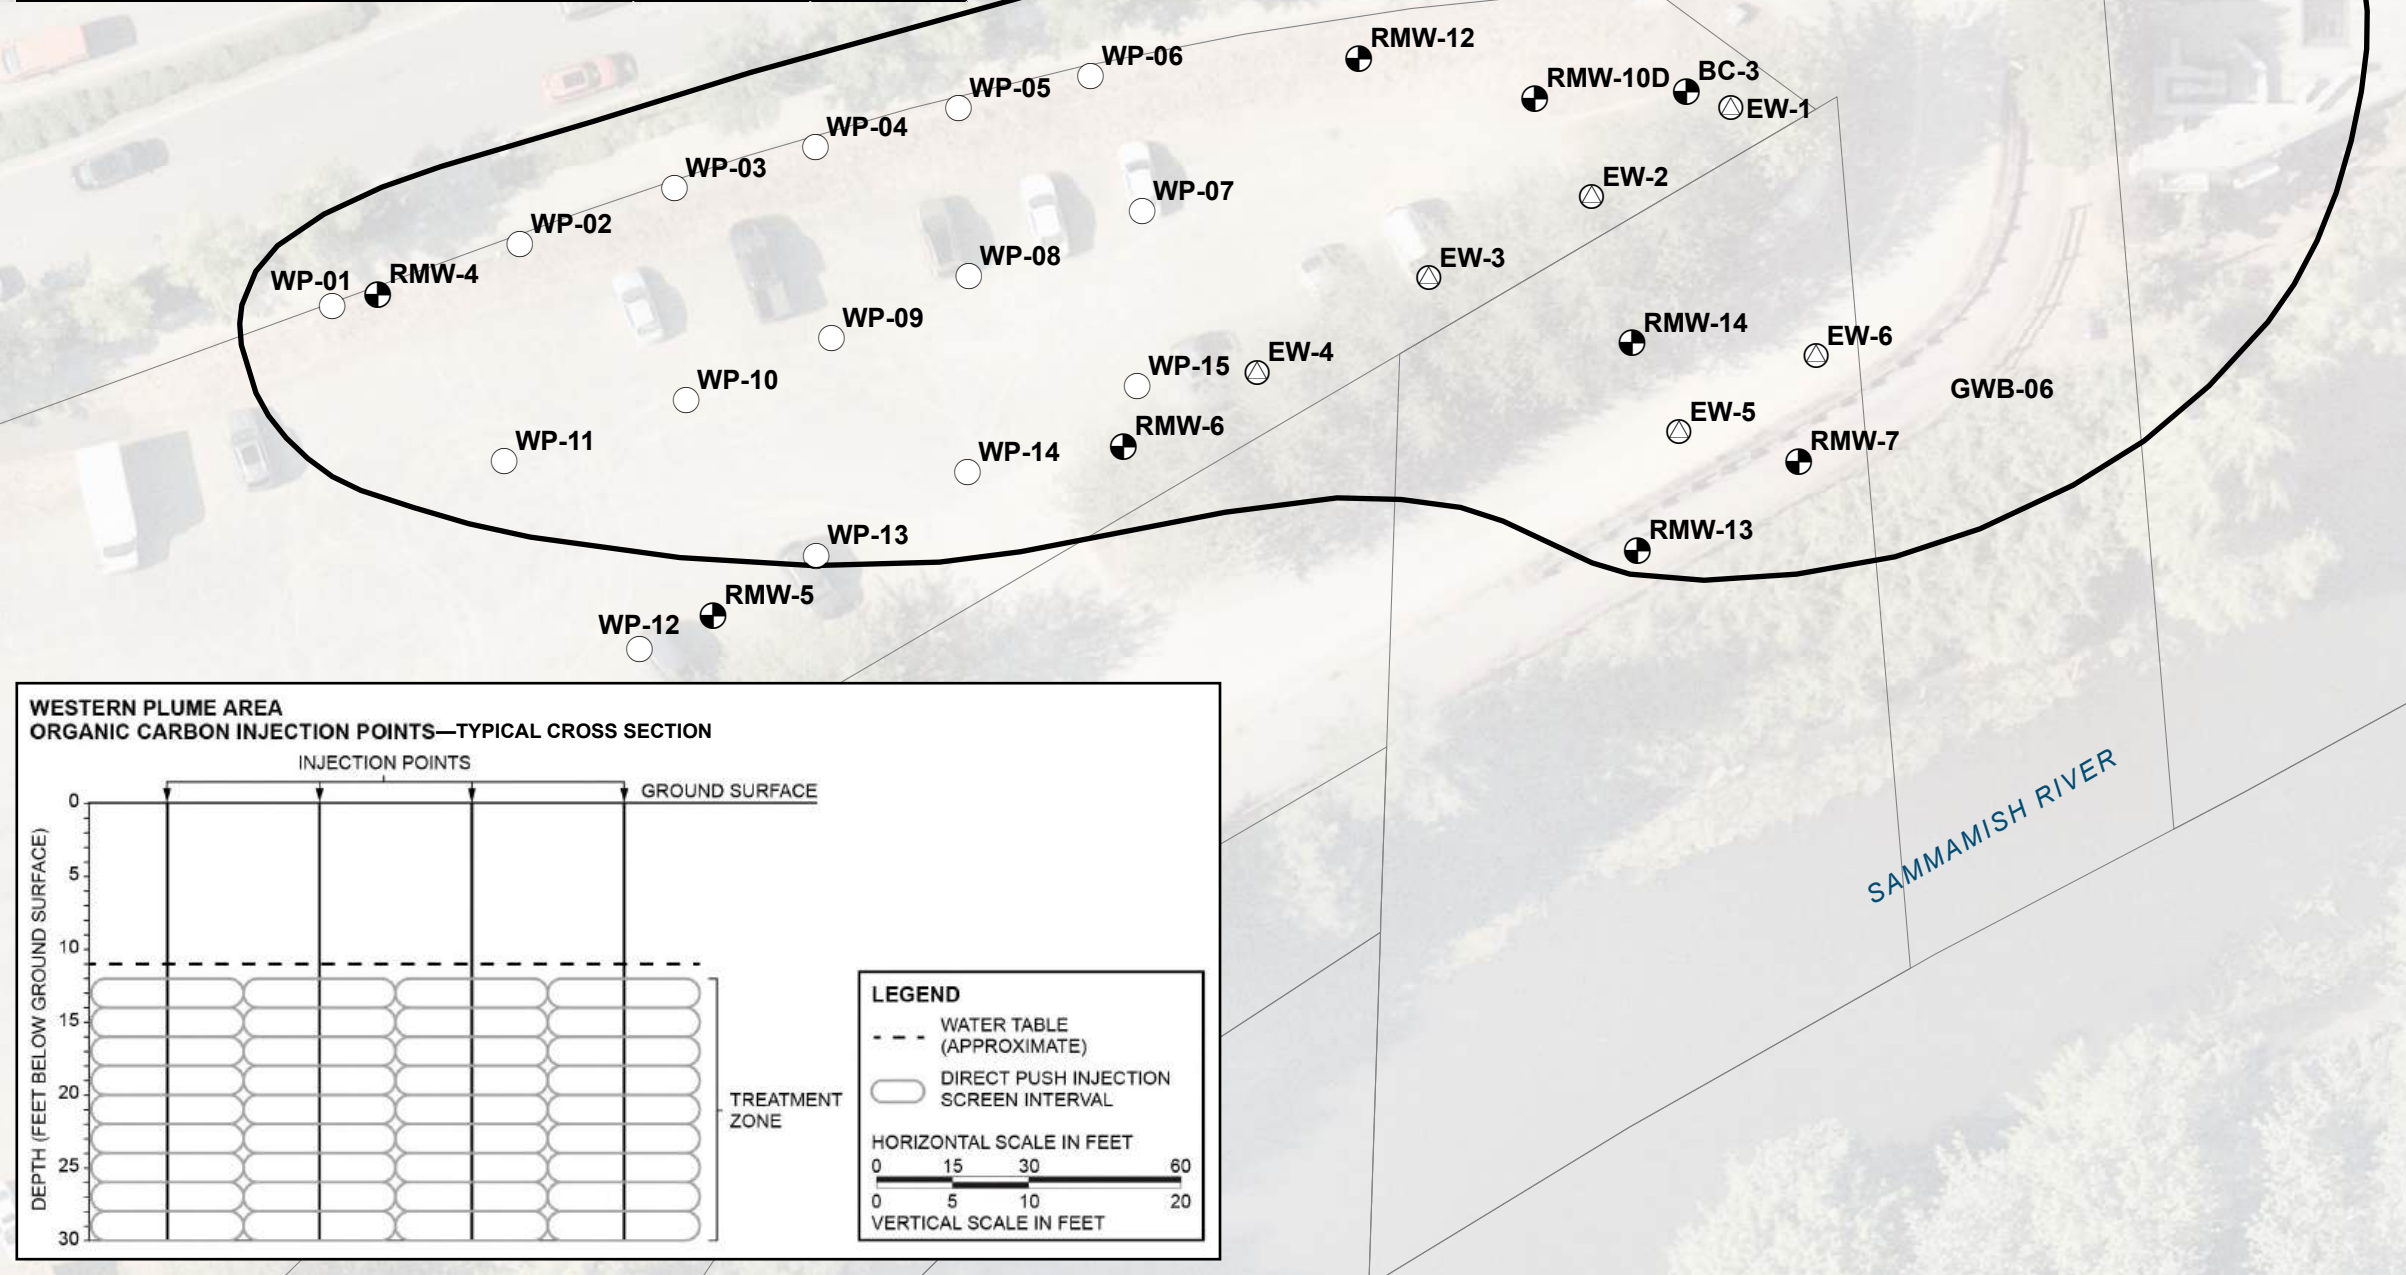 RMW-12
WP-06
BC-3
RMW-10D
WP-05
EW-1
WP-04
WP-03
EW-2
WP-07
WP-02
WP-08
EW-3
WP-01
RMW-4
WP-09
RMW-14
EW-6
EW-4
WP-15
WP-10
GWB-06
EW-5
RMW-6
WP-11
RMW-7
WP-14
WP-13
RMW-13
RMW-5
WP-12
SAMMAMISH RIVER
WESTERN PLUME AREA
ORGANIC CARBON INJECTION POINTS—TYPICAL CROSS SECTION
INJECTION POINTS
GROUND SURFACE
DEPTH (FEET BELOW GROUND SURFACE)
0
5
10
15
20
25
30
TREATMENT
ZONE
LEGEND
WATER TABLE
(APPROXIMATE)
DIRECT PUSH INJECTION
SCREEN INTERVAL
HORIZONTAL SCALE IN FEET
0 15 30 60
0 5 10 20
VERTICAL SCALE IN FEET